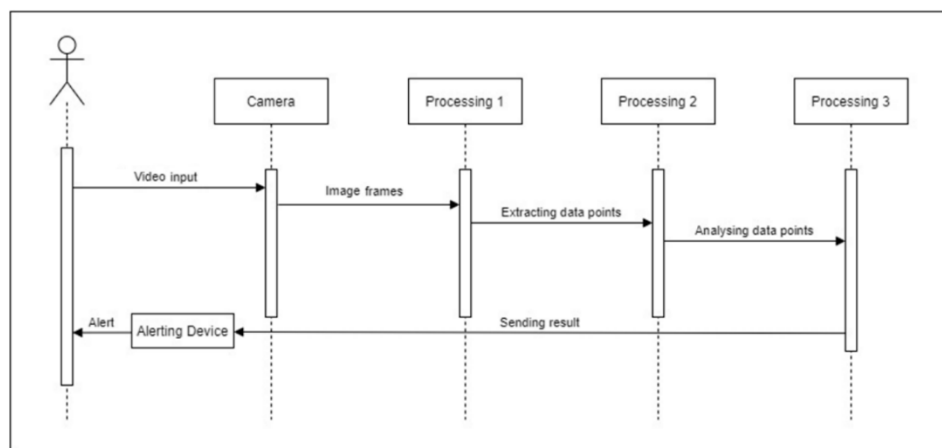 Camera
Processing 1
Processing 2
Processing 3
Video input
Image frames
Extracting data points
Analysing data points
Alert
Alerting Device
Sending result